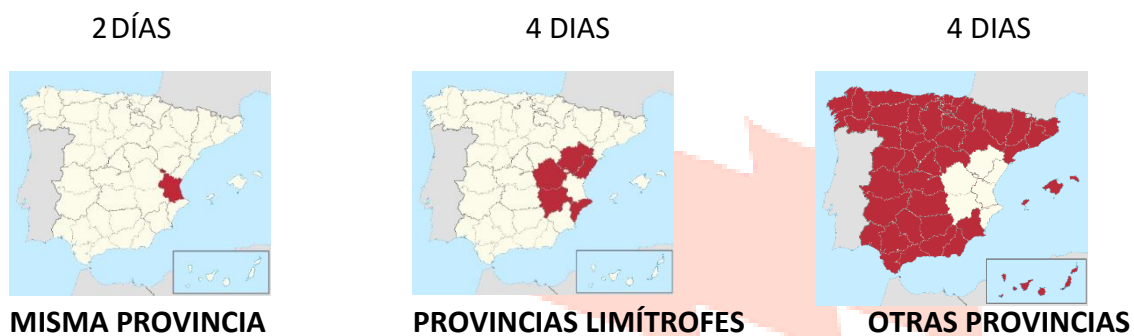 2 DÍAS
4 DIAS
4 DIAS
MISMA PROVINCIA
PROVINCIAS LIMÍTROFES
OTRAS PROVINCIAS